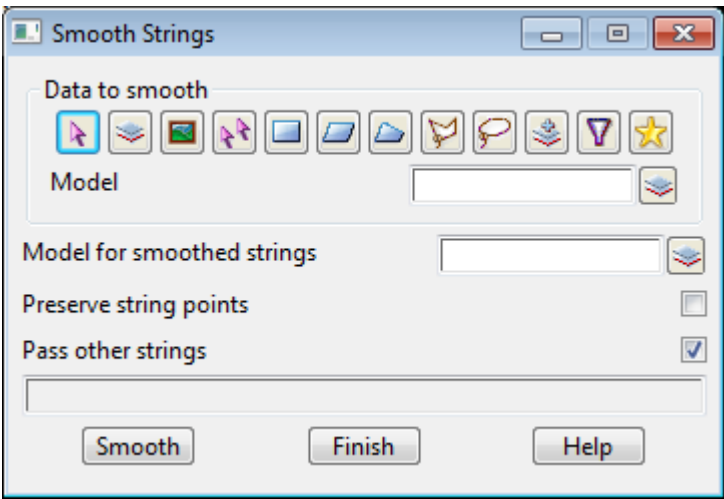 Smooth Strings
Data to smooth
Model
Model for smoothed strings
Preserve string points
Pass other strings
Smooth Finish Help